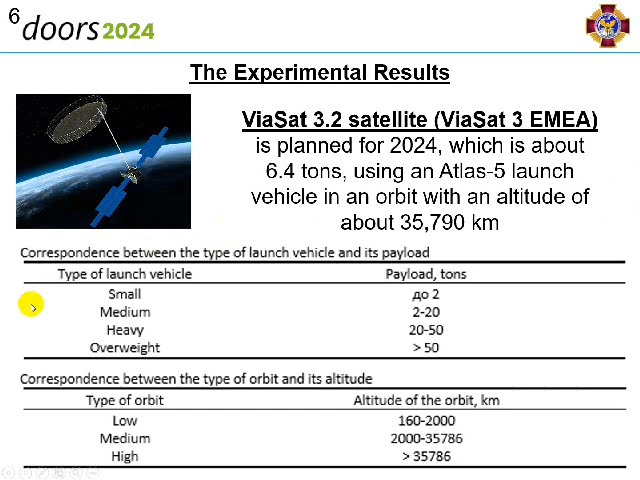 6
doors 2024
The Experimental Results
ViaSat 3.2 satellite (ViaSat 3 EMEA)
is planned for 2024, which is about
6.4 tons, using an Atlas-5 launch
vehicle in an orbit with an altitude of
about 35,790 km
Correspondence between the type of launch vehicle and its payload
Type of launch vehicle Payload, tons
Small до 2
Medium 2-20
Heavy 20-50
Overweight > 50
Correspondence between the type of orbit and its altitude
Type of orbit Altitude of the orbit, km
Low 160-2000
Medium 2000-35786
High > 35786